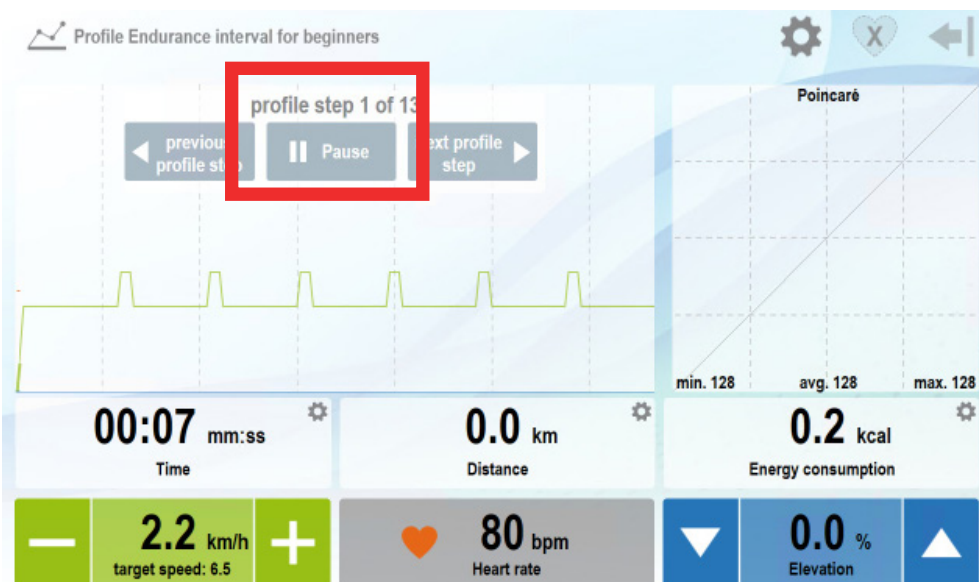 Profile Endurance interval for beginners
X
profile step 1 of 13
previous
profile step
Pause
next profile
step
Poincaré
min. 128
avg. 128
max. 128
00:07 mm:ss
Time
0.0 km
Distance
0.2 kcal
Energy consumption
2.2 km/h
target speed: 6.5
80 bpm
Heart rate
0.0 %
Elevation